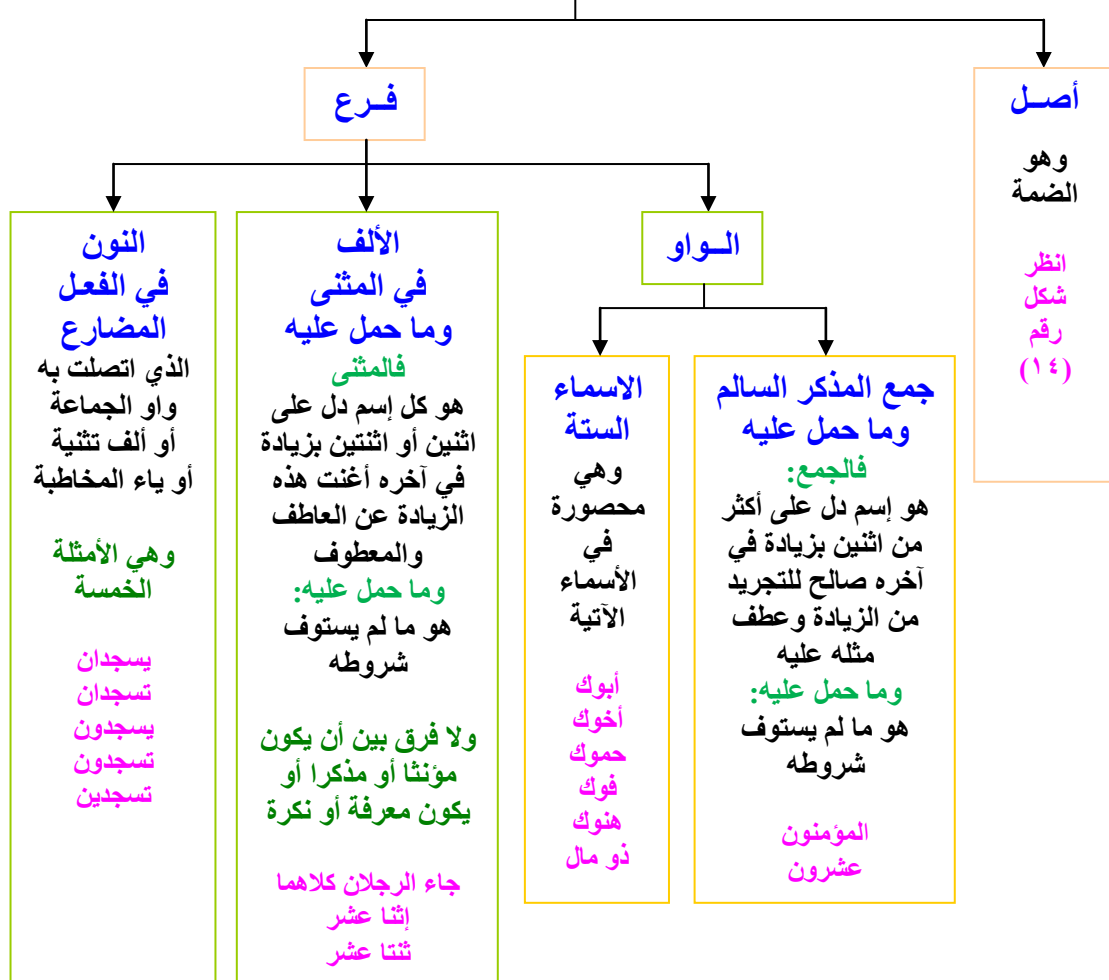 أصــل
وهو
الضمة
انظر
شكل
رقم
(١٤)
فــرع
الــواو
جمع المذكر السالم
وما حمل عليه
فالجمع:
هو إسم دل على أكثر
من اثنين بزيادة في
آخره صالح للتجريد
من الزيادة وعطف
مثله عليه
وما حمل عليه:
هو ما لم يستوف
شروطه
المؤمنون
عشرون
الاسماء
الستة
وهي
محصورة
في
الأسماء
الآتية
أبوك
أخوك
حموك
فوك
هنوك
ذو مال
الألف
في المثنى
وما حمل عليه
فالمثنى
هو كل إسم دل على
اثنين أو اثنتين بزيادة
في آخره أغنت هذه
الزيادة عن العاطف
والمعطوف
وما حمل عليه:
هو ما لم يستوف
شروطه
ولا فرق بين أن يكون
مؤنثا أو مذكرا أو
يكون معرفة أو نكرة
جاء الرجلان كلاهما
إثنا عشر
ثنتا عشر
النون
في الفعل
المضارع
الذي اتصلت به
واو الجماعة
أو ألف تثنية
أو ياء المخاطبة
وهي الأمثلة
الخمسة
يسجدان
تسجدان
يسجدون
تسجدون
تسجدين